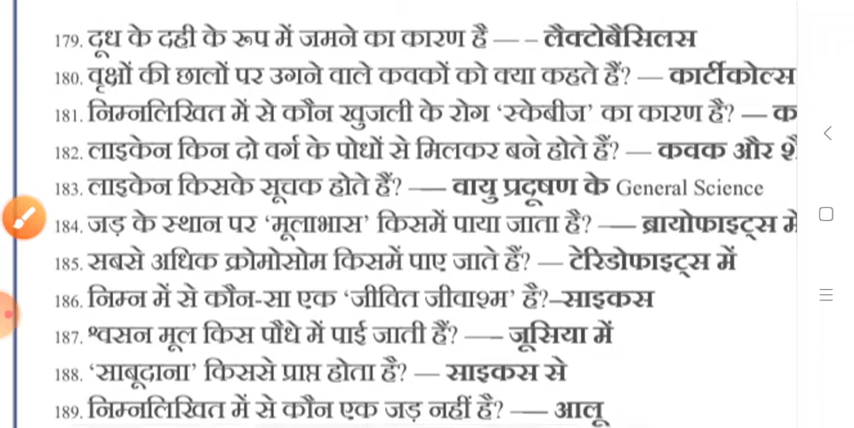 179. दूध के दही के रूप में जमने का कारण है — – लैक्टोबैसिलस
180. वृक्षों की छालों पर उगने वाले कवकों को क्या कहते हैं? — कार्टीकोल्स
181. निम्नलिखित में से कौन खुजली के रोग ‘स्केबीज’ का कारण है? — क
182. लाइकेन किन दो वर्ग के पोधों से मिलकर बने होते हैं? — कवक और
183. लाइकेन किसके सूचक होते हैं? —– वायु प्रदूषण के General Science
184. जड़ के स्थान पर ‘मूलाभास’ किसमें पाया जाता है? —– ब्रायोफाइट्स में
185. सबसे अधिक क्रोमोसोम किसमें पाए जाते हैं? — टेरिडोफाइट्स में
186. निम्न में से कौन-सा एक ‘जीवित जीवाश्म’ है?–साइकस
187. श्वसन मूल किस पौधे में पाई जाती हैं? —– जूसिया में
188. ‘साबूदाना’ किससे प्राप्त होता है? — साइकस से
189. निम्नलिखित में से कौन एक जड़ नहीं है? —– आलू